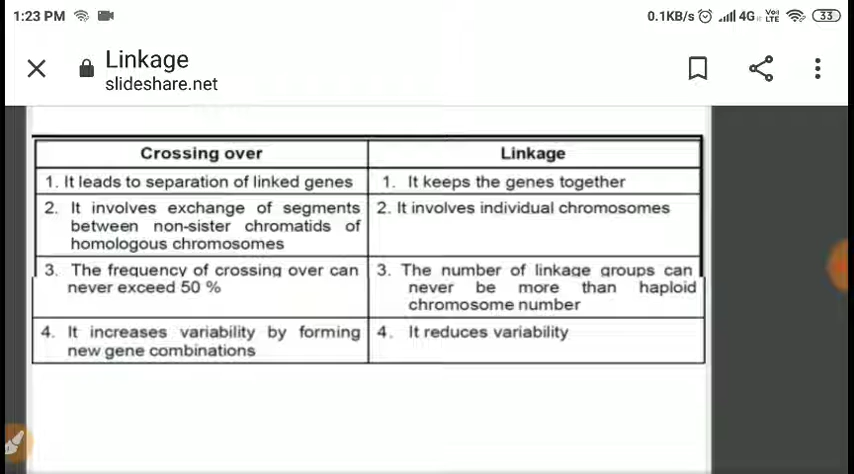 1:23 PM
0.1KB/s 4G Vo) LTE 33
Linkage
slideshare.net
Crossing over
Linkage
1. It leads to separation of linked genes
1. It keeps the genes together
2. It involves exchange of segments
between non-sister chromatids of
homologous chromosomes
2. It involves individual chromosomes
3. The frequency of crossing over can
never exceed 50 %
3. The number of linkage groups can
never be more than haploid
chromosome number
4. It increases variability by forming
new gene combinations
4. It reduces variability